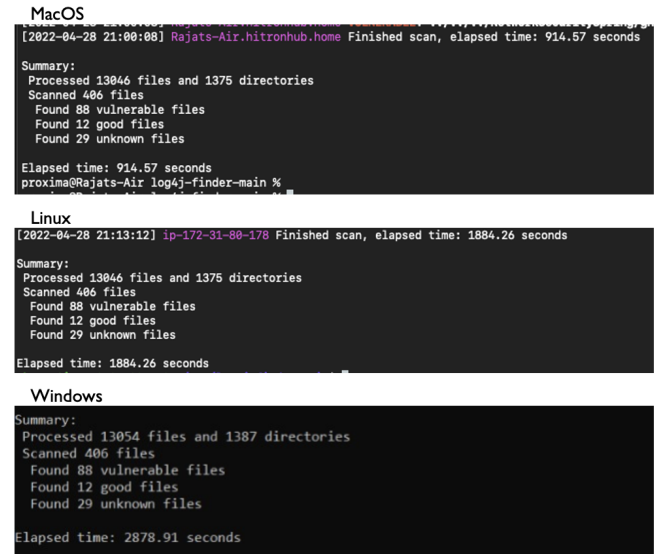 MacOS
[2022-04-28 21:00:08] Rajats-Air.hitronhub.home Finished scan, elapsed time: 914.57 seconds
Summary:
Processed 13046 files and 1375 directories
Scanned 406 files
Found 88 vulnerable files
Found 12 good files
Found 29 unknown files
Elapsed time: 914.57 seconds
proxima@Rajats-Air log4j-finder-main %
Linux
[2022-04-28 21:13:12] ip-172-31-80-178 Finished scan, elapsed time: 1884.26 seconds
Summary:
Processed 13046 files and 1375 directories
Scanned 406 files
Found 88 vulnerable files
Found 12 good files
Found 29 unknown files
Elapsed time: 1884.26 seconds
Windows
Summary:
Processed 13054 files and 1387 directories
Scanned 406 files
Found 88 vulnerable files
Found 12 good files
Found 29 unknown files
Elapsed time: 2878.91 seconds